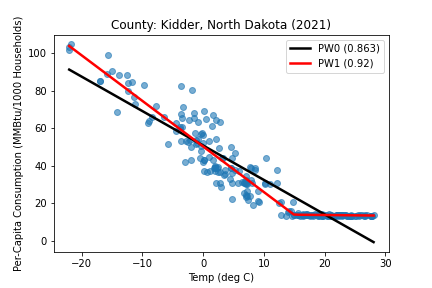 County: Kidder, North Dakota (2021)
Per-Capita Consumption (MMBtu/1000 Households)
100
80
60
40
20
0
PW0 (0.863)
PW1 (0.92)
−20
−10
0
10
20
30
Temp (deg C)